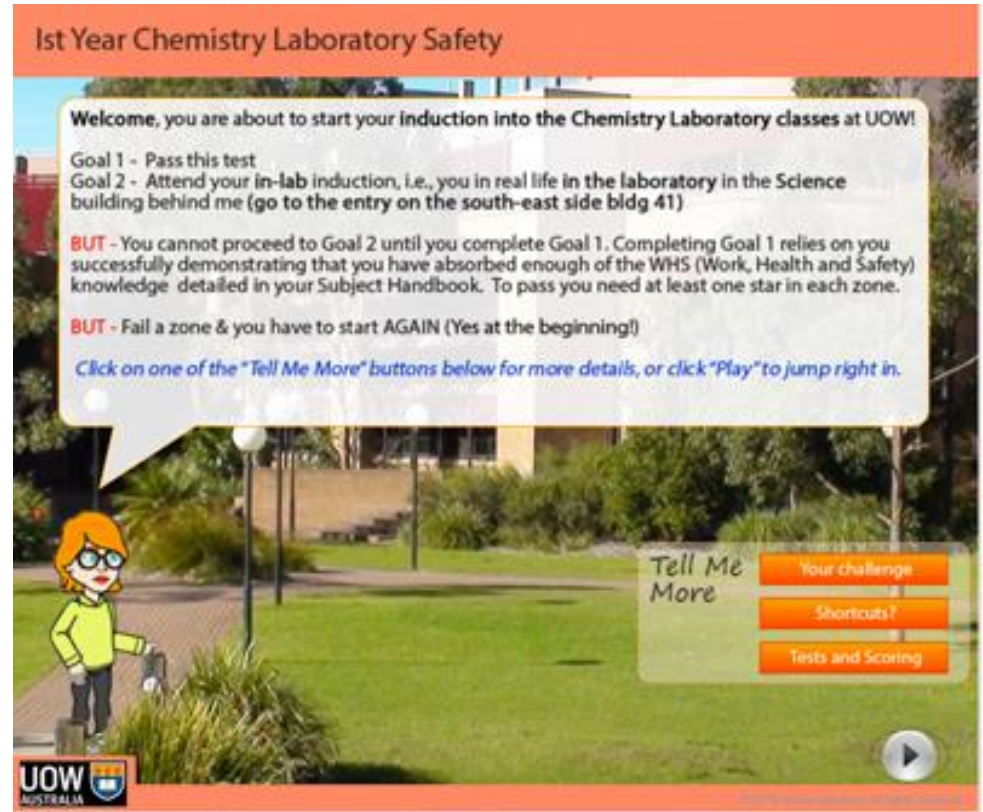 Ist Year Chemistry Laboratory Safety
Welcome, you are about to start your induction into the Chemistry Laboratory classes at UOW!
Goal 1 - Pass this test
Goal 2 - Attend your in-lab induction, i.e., you in real life in the laboratory in the Science
building behind me (go to the entry on the south-east side bldg 41)
BUT - You cannot proceed to Goal 2 until you complete Goal 1. Completing Goal 1 relies on you
successfully demonstrating that you have absorbed enough of the WHS (Work, Health and Safety)
knowledge detailed in your Subject Handbook. To pass you need at least one star in each zone.
BUT - Fail a zone & you have to start AGAIN (Yes at the beginning!)
Click on one of the "Tell Me More" buttons below for more details, or click "Play" to jump right in.
Tell Me
More
Your challenge
Shortcuts?
Tests and Scoring
UOW
AUSTRALIA